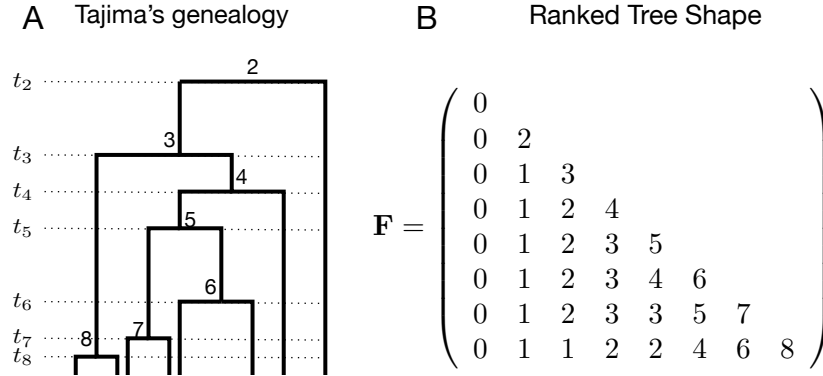 A Tajima's genealogy
B Ranked Tree Shape
t₂ 2
t₃ 3
t₄ 4
t₅ 5
t₆ 6
t₇ 7
t₈ 8
F =
0
0 2
0 1 3
0 1 2 4
0 1 2 3 5
0 1 2 3 4 6
0 1 2 3 3 5 7
0 1 1 2 2 4 6 8